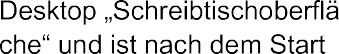 Desktop „Schreibtischoberflä
che“ und ist nach dem Start